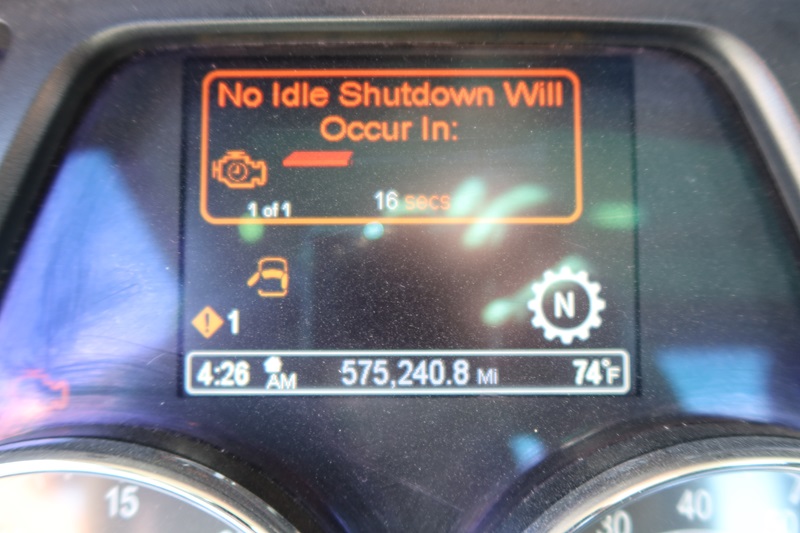 No Idle Shutdown Will
Occur In:
1 of 1
16 secs
N
1
4:26 AM 575,240.8 Mi 74°F
15
40